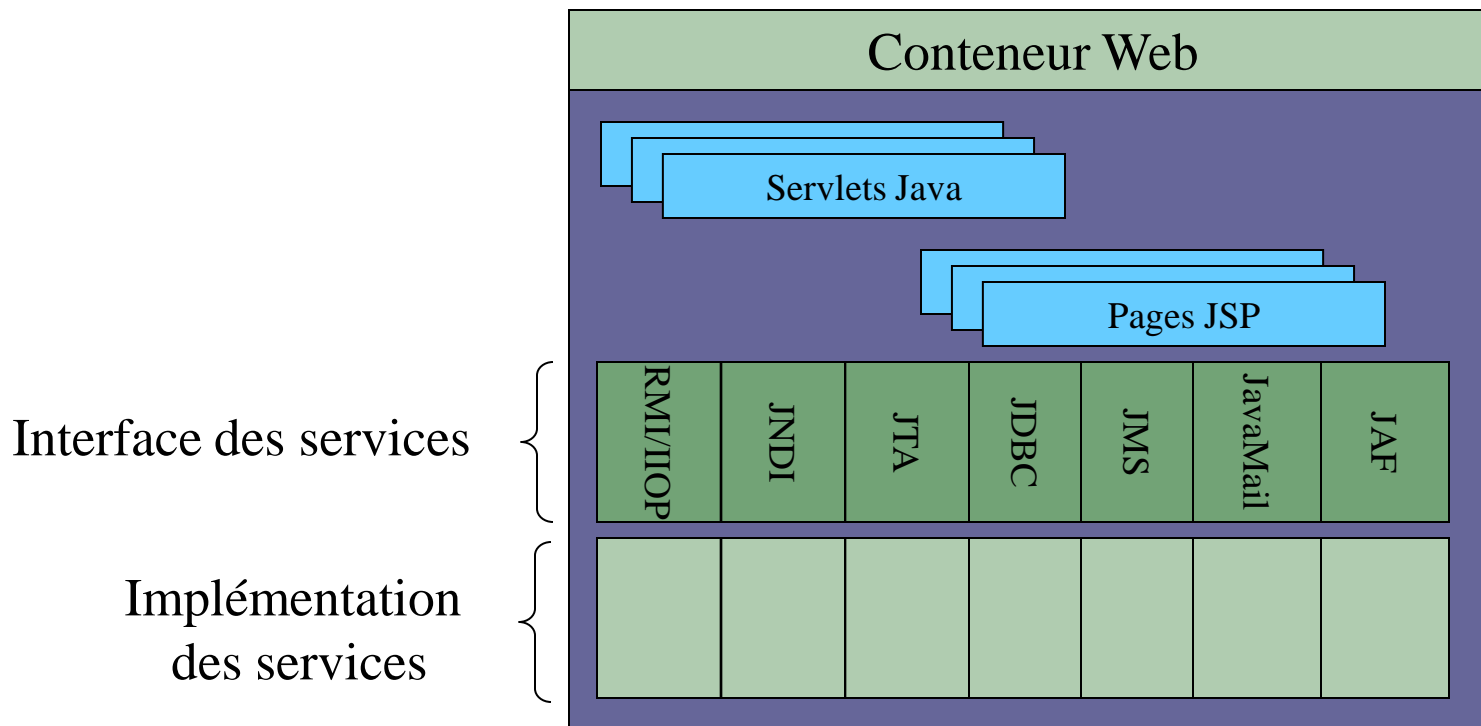 Conteneur Web
Servlets Java
Pages JSP
Interface des services
RMI/IIOP
JNDI
JTA
JDBC
JMS
JavaMail
JAF
Implémentation
des services